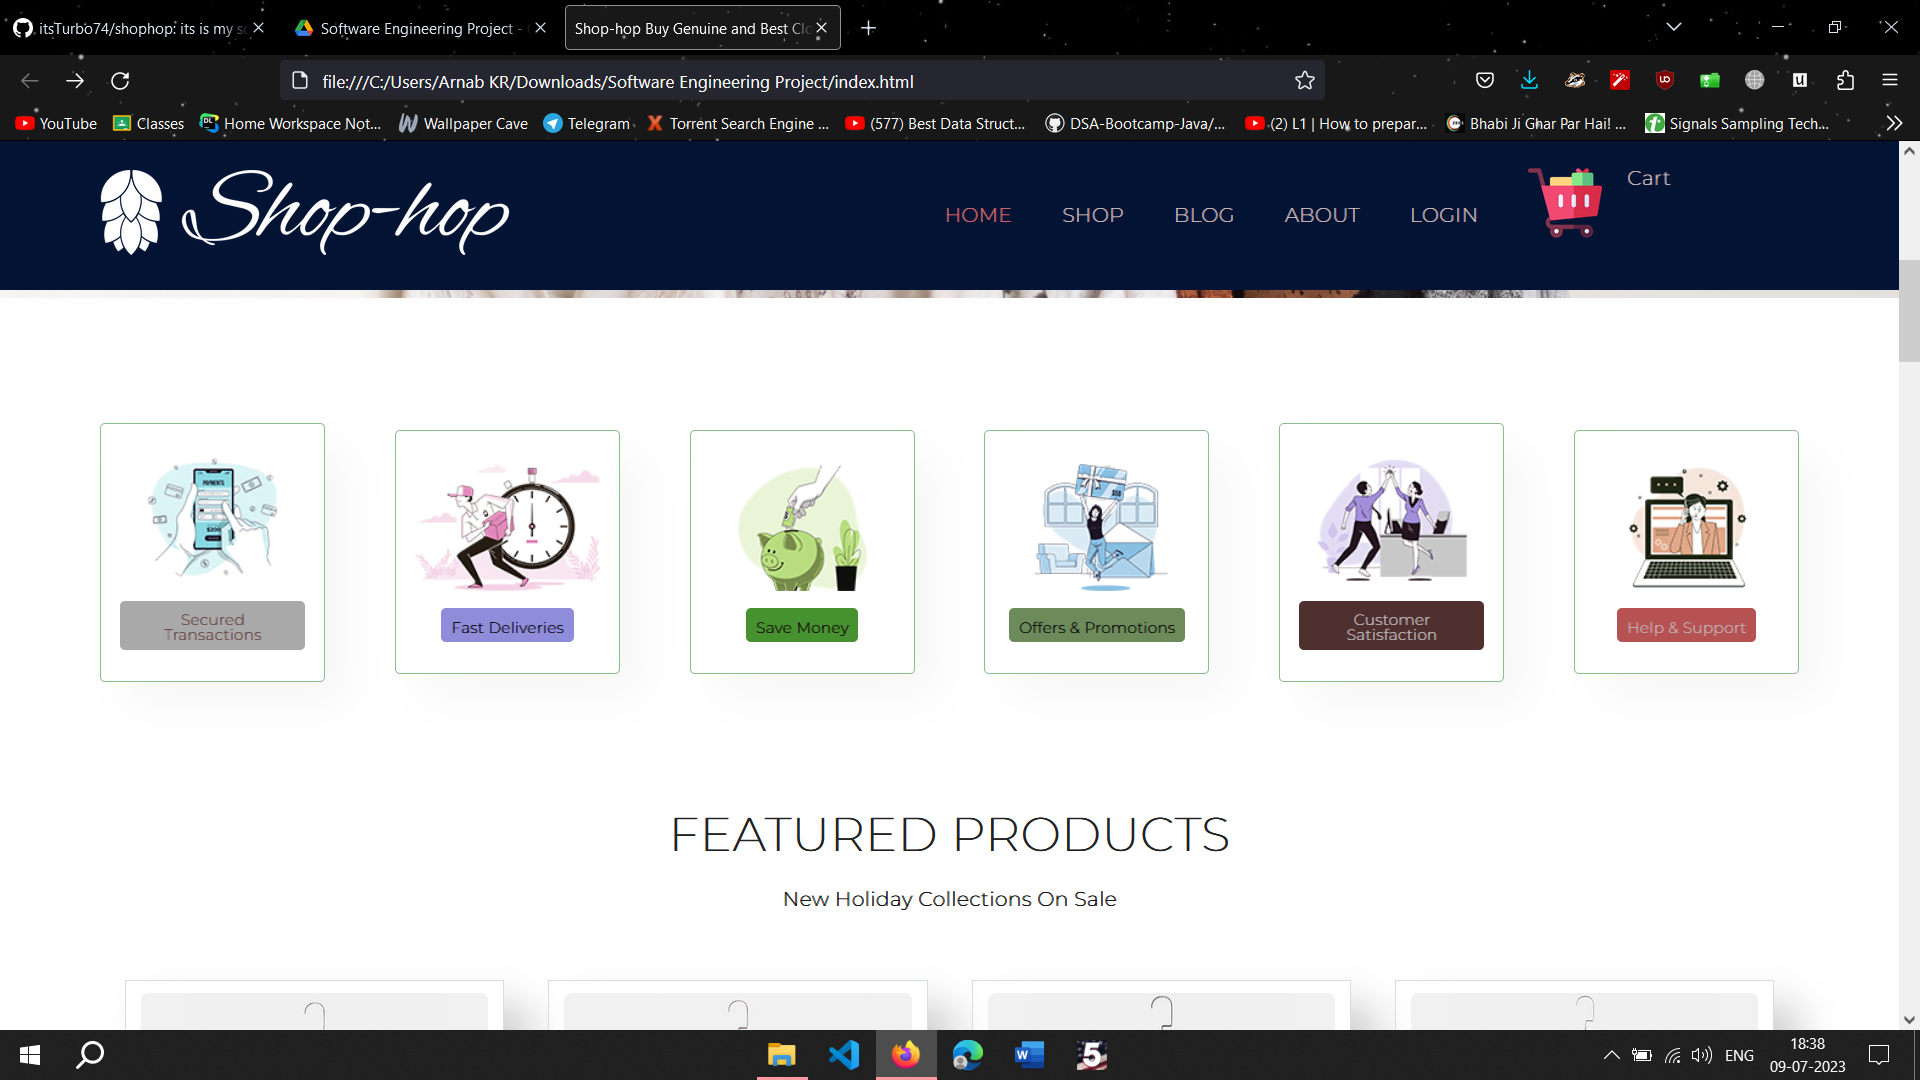 itsTurbo74/shophop: its is my sc
Software Engineering Project -
Shop-hop Buy Genuine and Best Clo
file:///C:/Users/Arnab KR/Downloads/Software Engineering Project/index.html
YouTube
Classes
Home Workspace Not...
Wallpaper Cave
Telegram
Torrent Search Engine ...
(577) Best Data Struct...
DSA-Bootcamp-Java/...
(2) L1 | How to prepar...
Bhabi Ji Ghar Par Hai! ...
Signals Sampling Tech...
Shop-hop
HOME
SHOP
BLOG
ABOUT
LOGIN
Cart
PAYMENTS
Secured
Transactions
Fast Deliveries
Save Money
Offers & Promotions
Customer
Satisfaction
Help & Support
FEATURED PRODUCTS
New Holiday Collections On Sale
ENG
18:38
09-07-2023